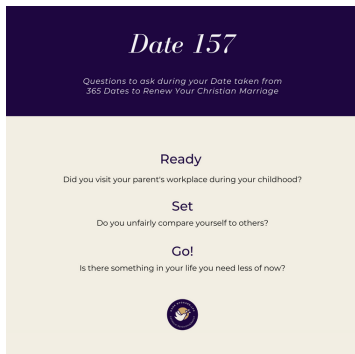 Date 157
Questions to ask during your Date taken from
365 Dates to Renew Your Christian Marriage
Ready
Did you visit your parent's workplace during your childhood?
Set
Do you unfairly compare yourself to others?
Go!
Is there something in your life you need less of now?